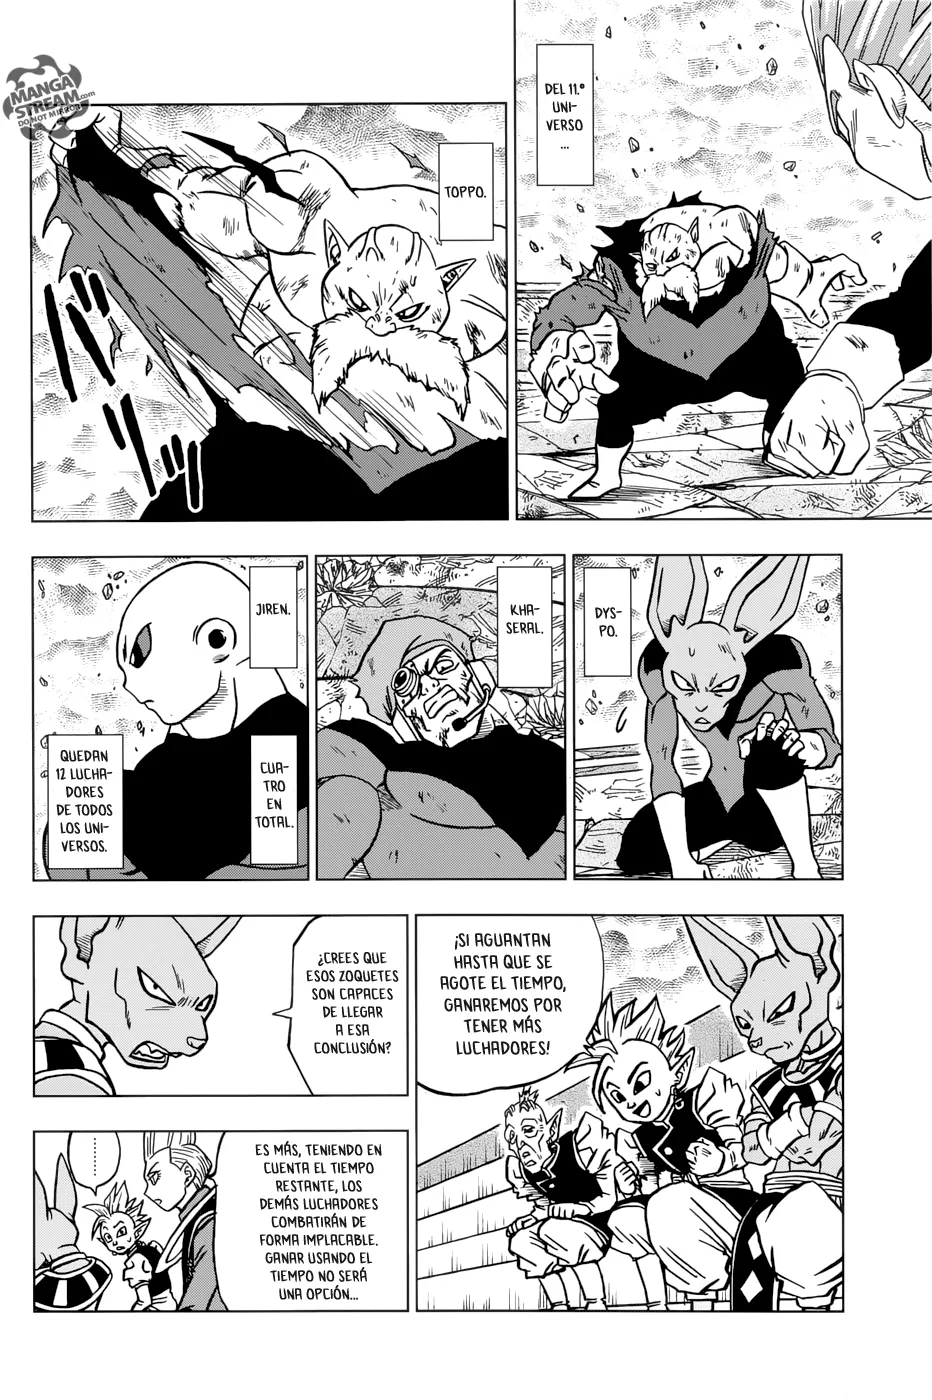 MANGA
STREAM.com
DO NOT MIRROR
DEL 11.º
UNI-
VERSO
...
TOPPO.
DYS-
PO.
KHA-
SERAL.
JIREN.
CUA-
TRO
EN
TOTAL.
QUEDAN
12 LUCHA-
DORES
DE TODOS
LOS UNI-
VERSOS.
¡SI AGUANTAN
HASTA QUE SE
AGOTE EL TIEMPO,
GANAREMOS POR
TENER MÁS
LUCHADORES!
¿CREES QUE
ESOS ZOQUETES
SON CAPACES
DE LLEGAR
A ESA
CONCLUSIÓN?
ES MÁS, TENIENDO EN
CUENTA EL TIEMPO
RESTANTE, LOS
DEMÁS LUCHADORES
COMBATIRÁN DE
FORMA IMPLACABLE.
GANAR USANDO EL
TIEMPO NO SERÁ
UNA OPCIÓN...